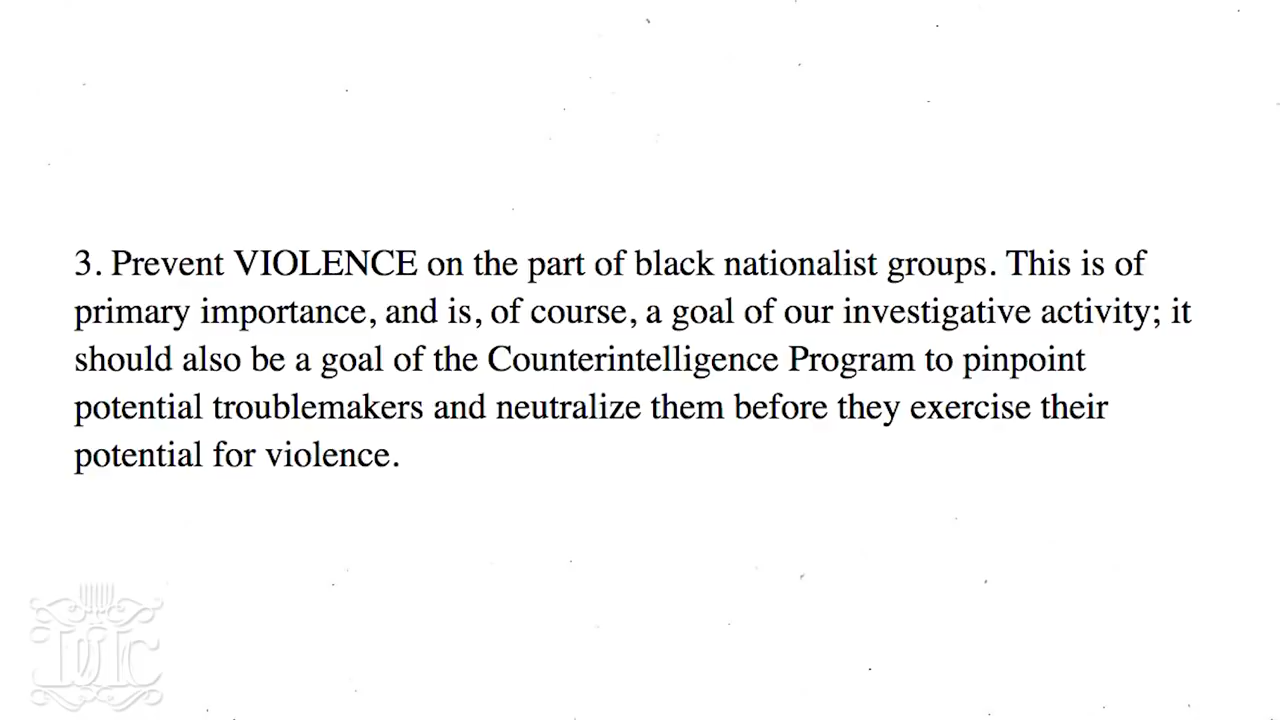 3. Prevent VIOLENCE on the part of black nationalist groups. This is of
primary importance, and is, of course, a goal of our investigative activity; it
should also be a goal of the Counterintelligence Program to pinpoint
potential troublemakers and neutralize them before they exercise their
potential for violence.
IUIC